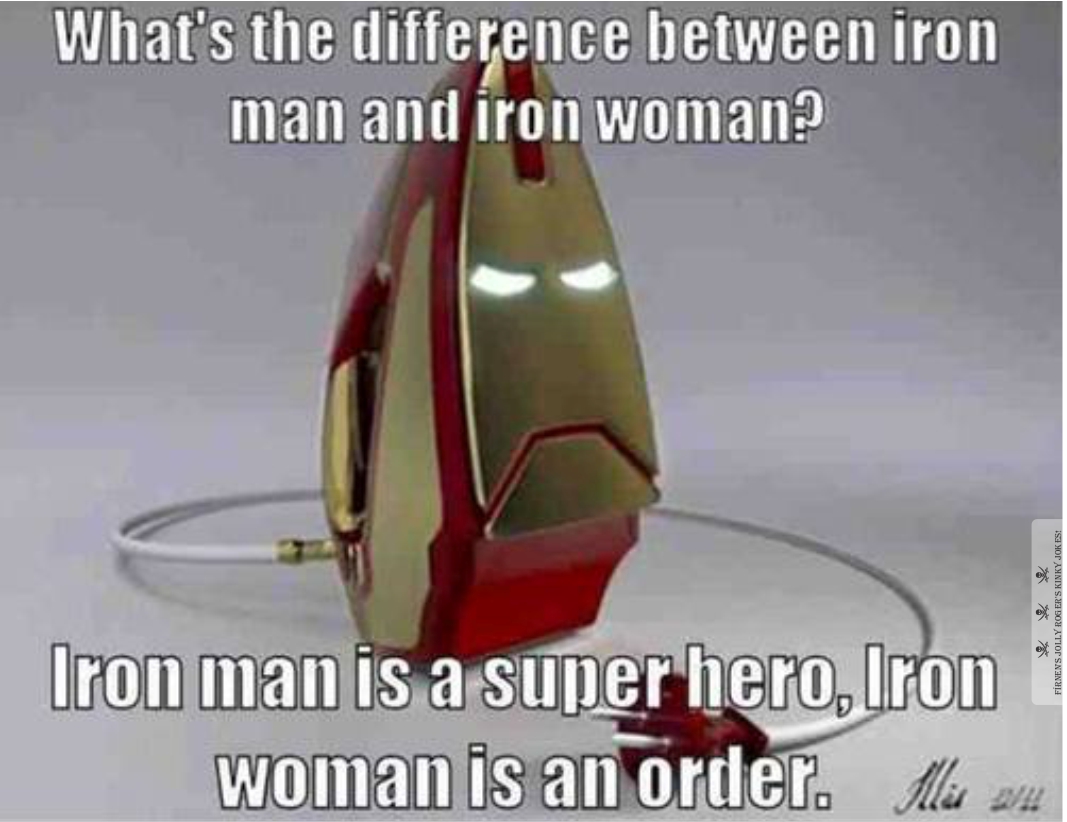 What's the difference between iron
man and iron woman?
Iron man is a super hero, Iron
woman is an order.
FIRMEN'S JOLLY ROGER'S KINKY JOKES!